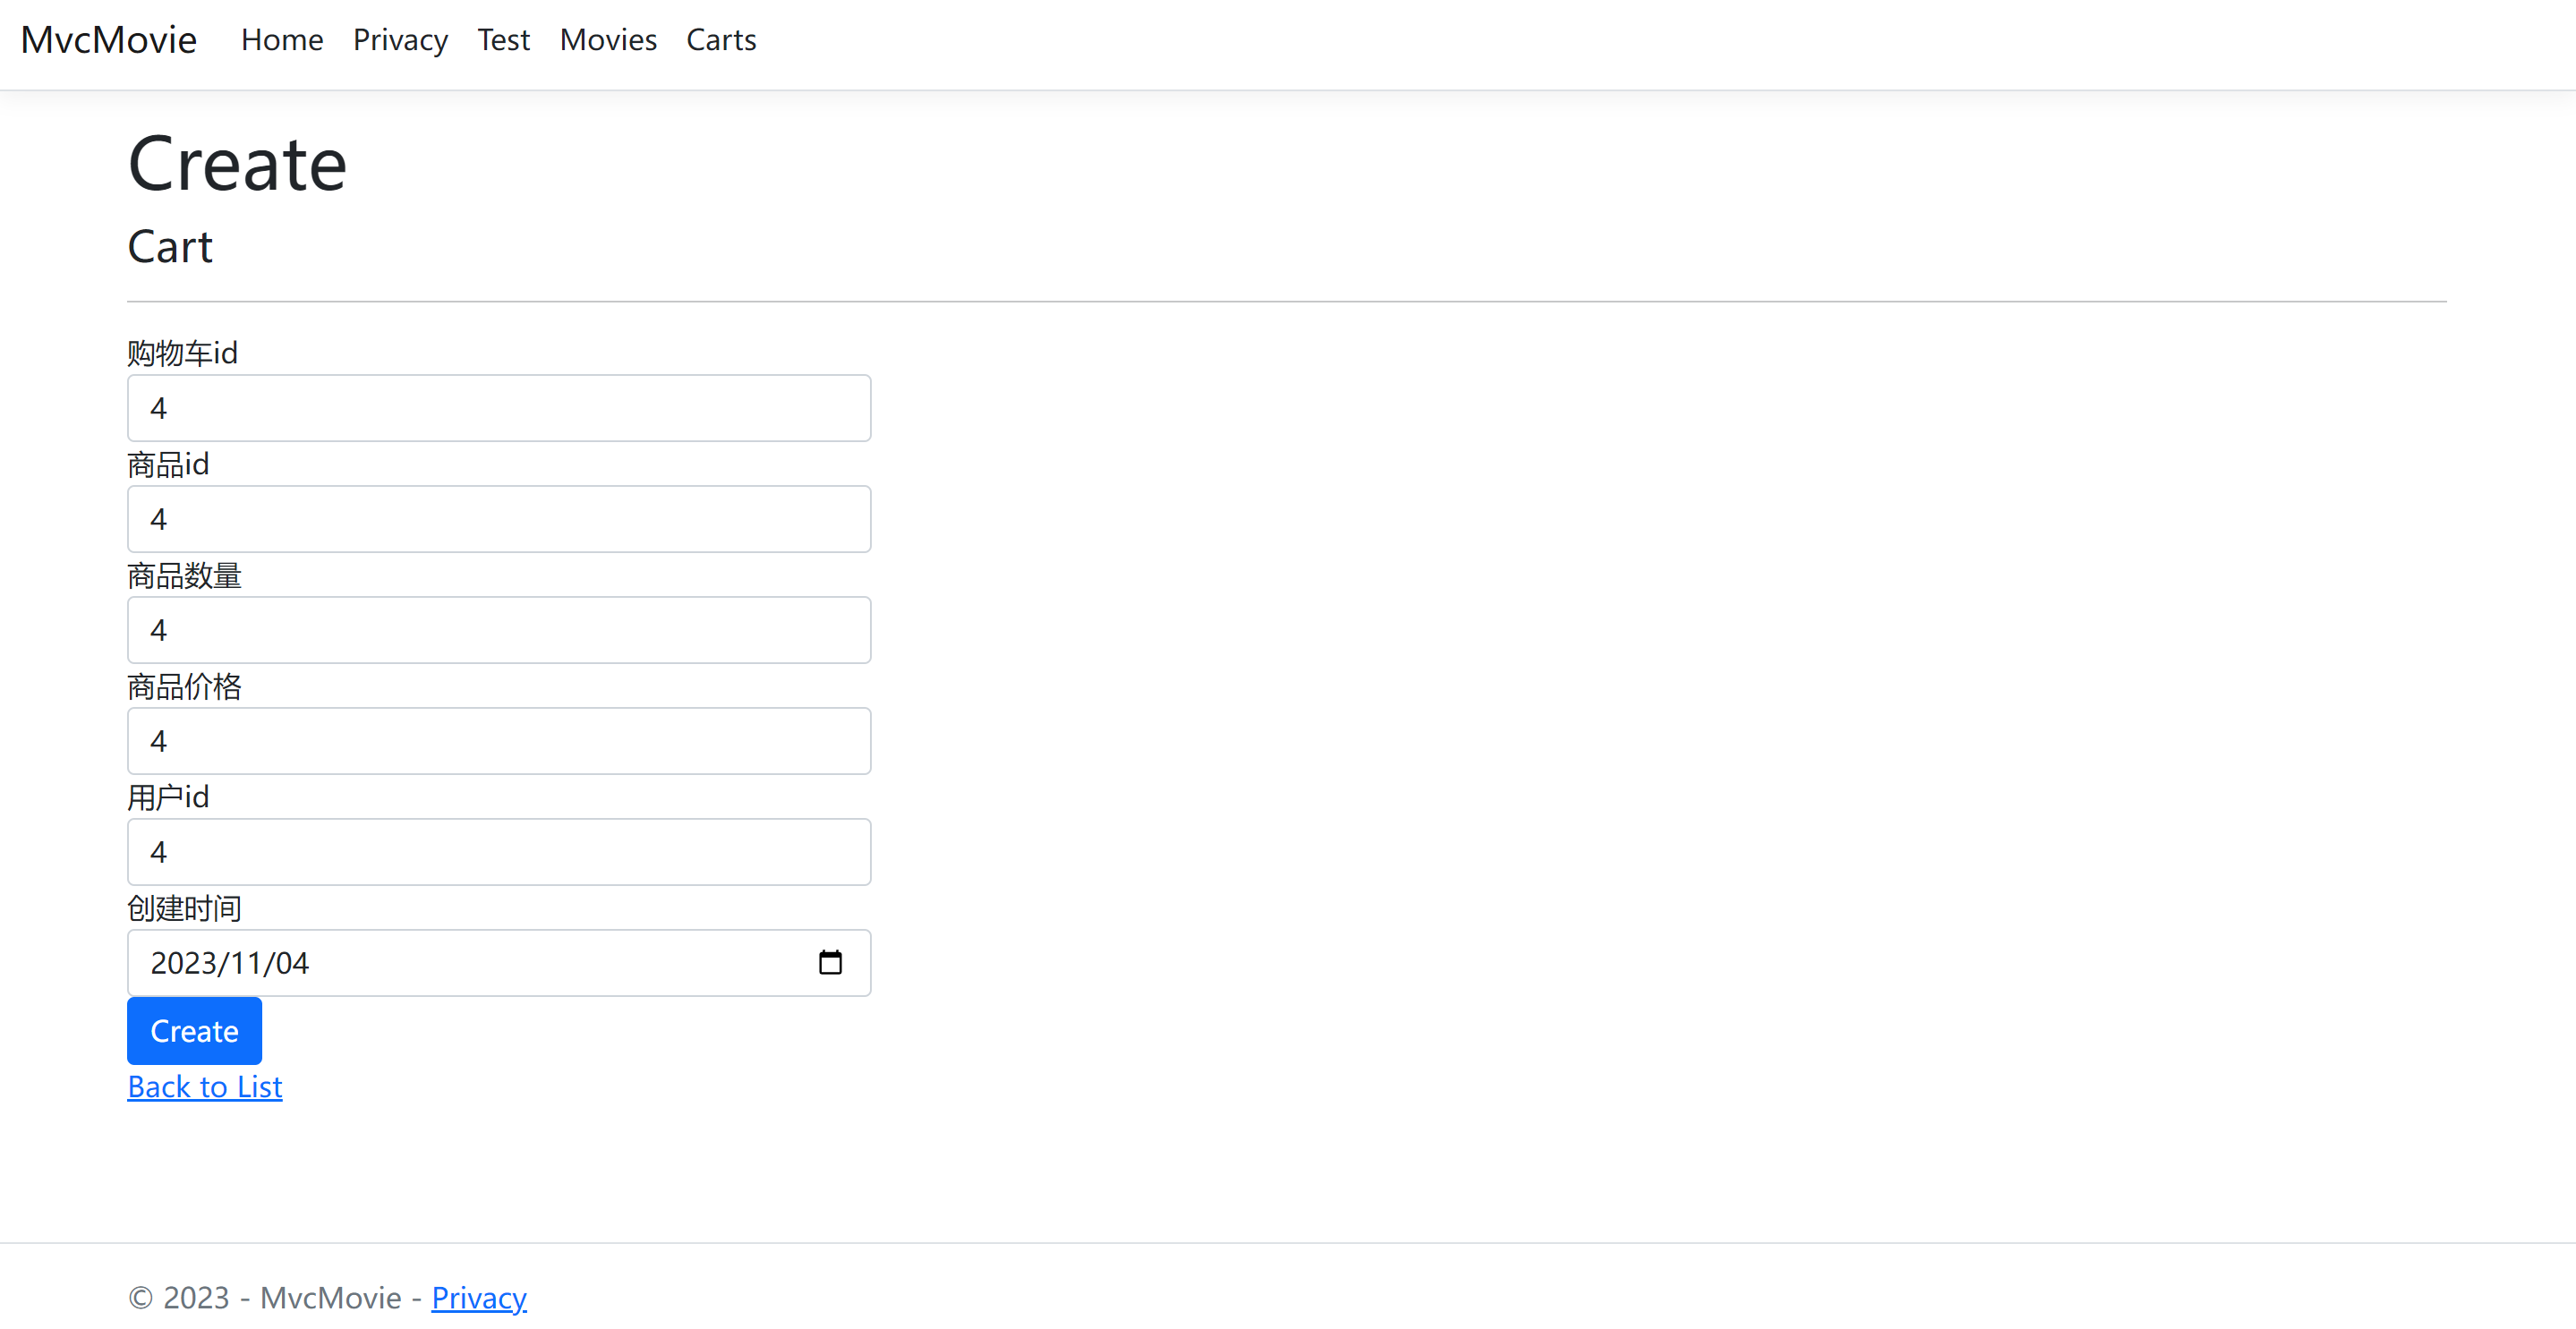 MvcMovie Home Privacy Test Movies Carts
Create
Cart
购物车id
4
商品id
4
商品数量
4
商品价格
4
用户id
4
创建时间
2023/11/04
Create
Back to List
© 2023 - MvcMovie - Privacy